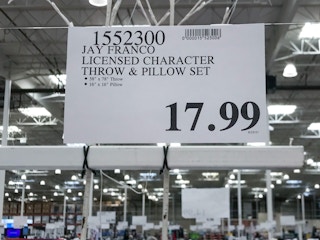 1552300
JAY FRANCO
LICENSED CHARACTER
THROW & PILLOW SET
17.99